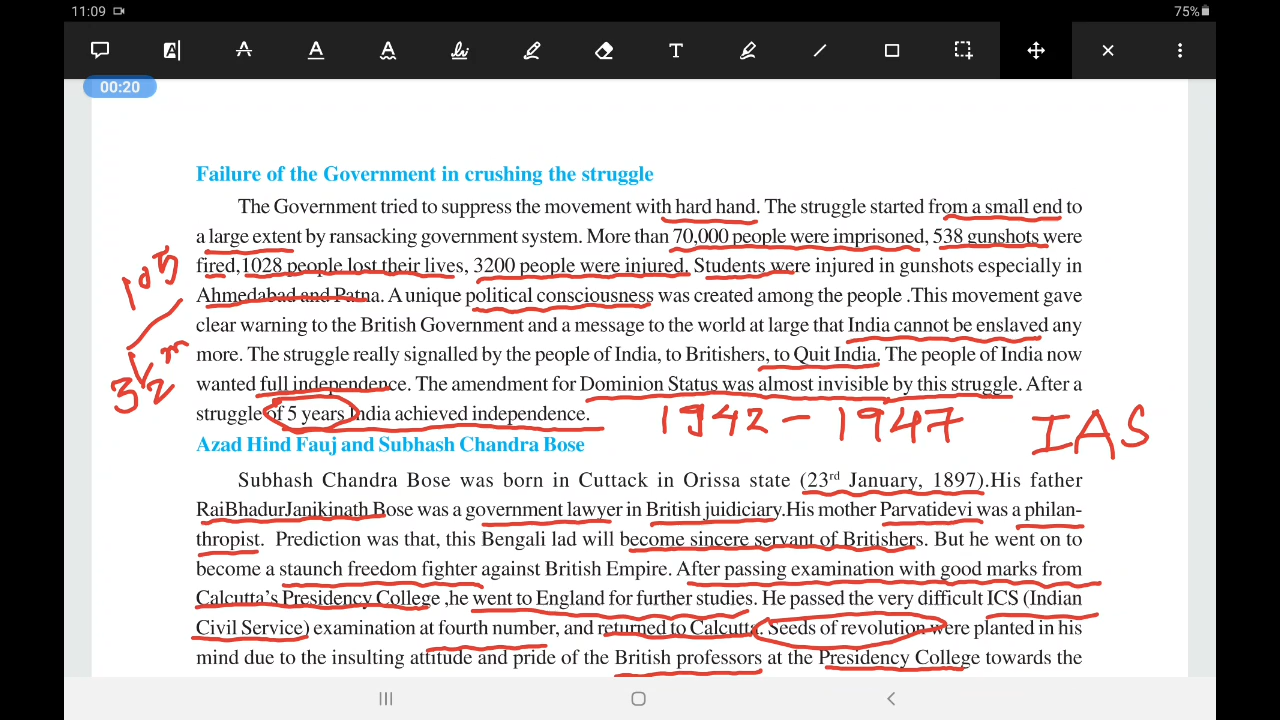 11:09
75%
00:20
Failure of the Government in crushing the struggle
The Government tried to suppress the movement with hard hand. The struggle started from a small end to
a large extent by ransacking government system. More than 70,000 people were imprisoned, 538 gunshots were
fired,1028 people lost their lives, 3200 people were injured. Students were injured in gunshots especially in
Ahmedabad and Patna. A unique political consciousness was created among the people .This movement gave
clear warning to the British Government and a message to the world at large that India cannot be enslaved any
more. The struggle really signalled by the people of India, to Britishers, to Quit India. The people of India now
wanted full independence. The amendment for Dominion Status was almost invisible by this struggle. After a
struggle of 5 years India achieved independence.
105
3½ m
1942 - 1947
IAS
Azad Hind Fauj and Subhash Chandra Bose
Subhash Chandra Bose was born in Cuttack in Orissa state (23rd January, 1897).His father
RaiBhadurJanikinath Bose was a government lawyer in British juidiciary.His mother Parvatidevi was a philan-
thropist. Prediction was that, this Bengali lad will become sincere servant of Britishers. But he went on to
become a staunch freedom fighter against British Empire. After passing examination with good marks from
Calcutta's Presidency College ,he went to England for further studies. He passed the very difficult ICS (Indian
Civil Service) examination at fourth number, and returned to Calcutta. Seeds of revolution were planted in his
mind due to the insulting attitude and pride of the British professors at the Presidency College towards the